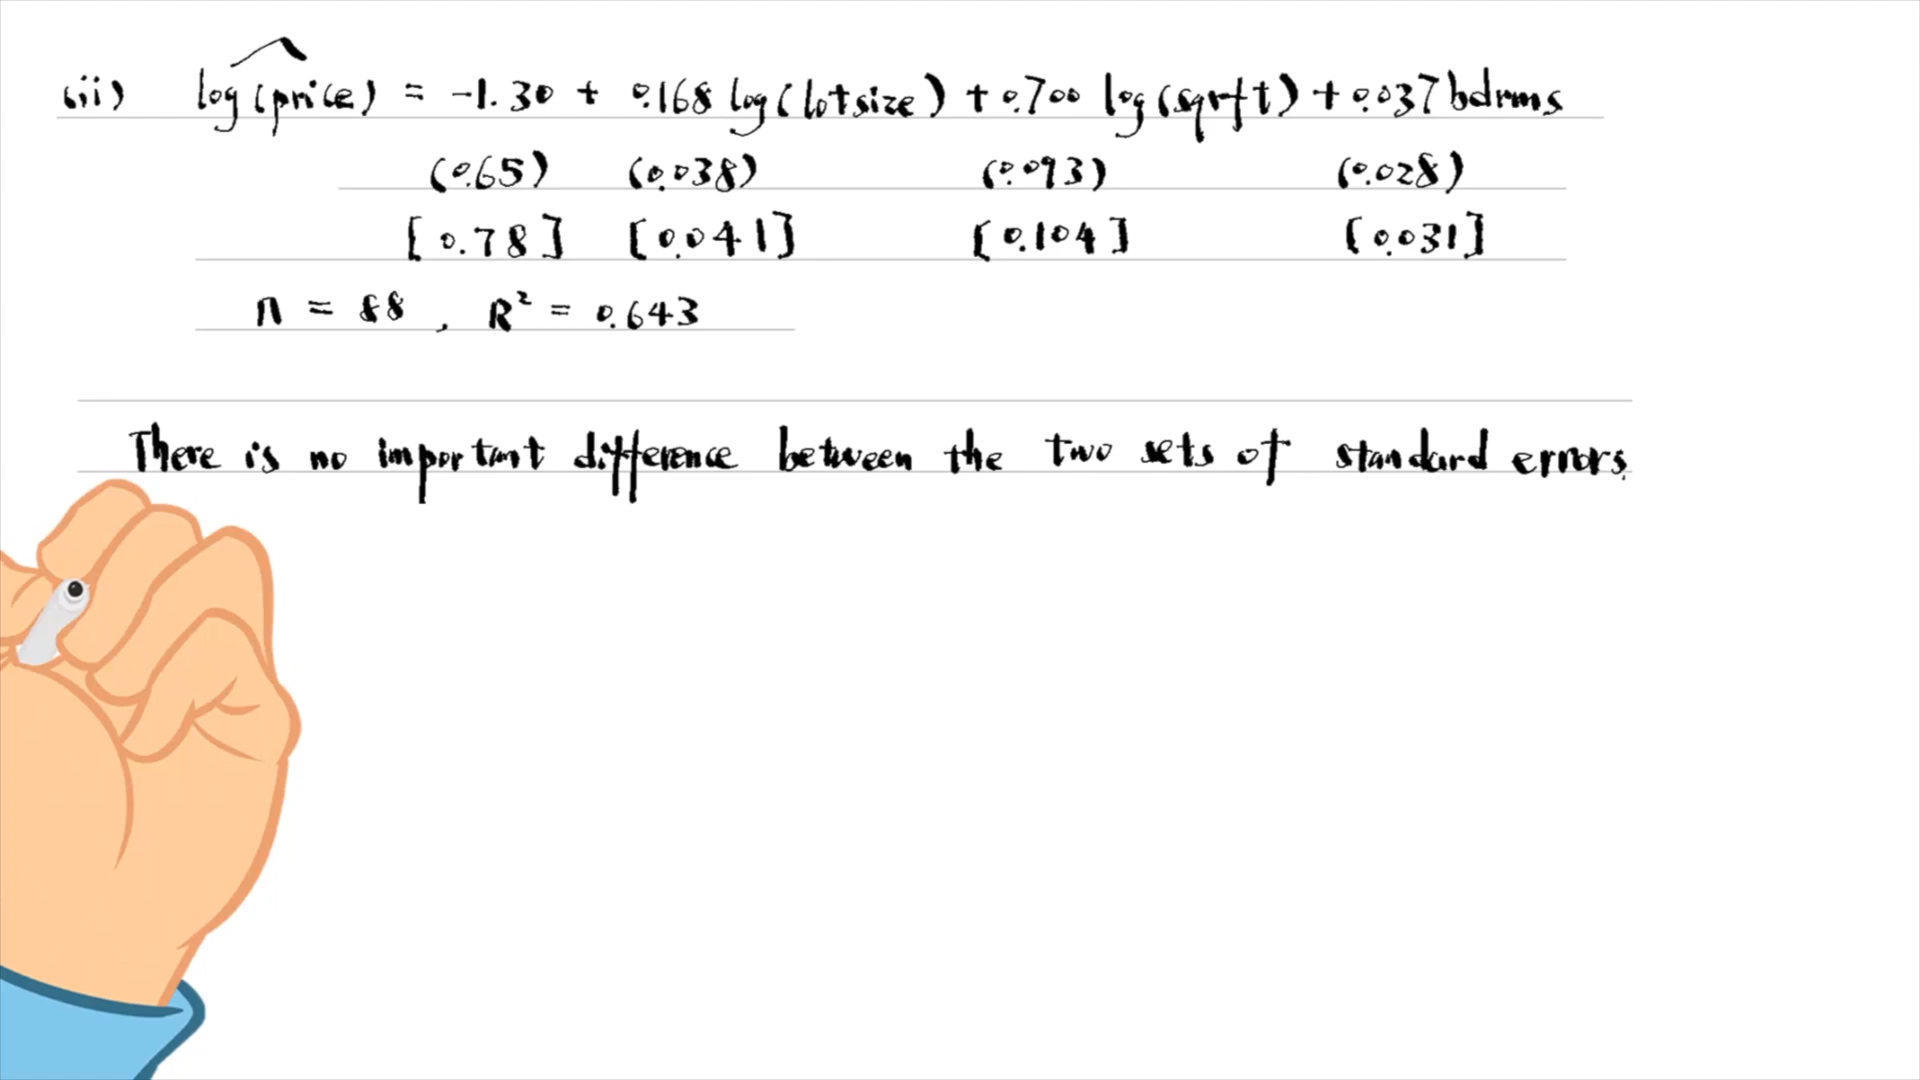 (ii) log(price) = -1.30 + 0.168 log(lotsize) + 0.700 log(sqrft) + 0.037 bdrms
(0.65) (0.038) (0.093) (0.028)
[0.78] [0.041] [0.104] [0.031]
n = 88, R² = 0.643
There is no important difference between the two sets of standard errors.